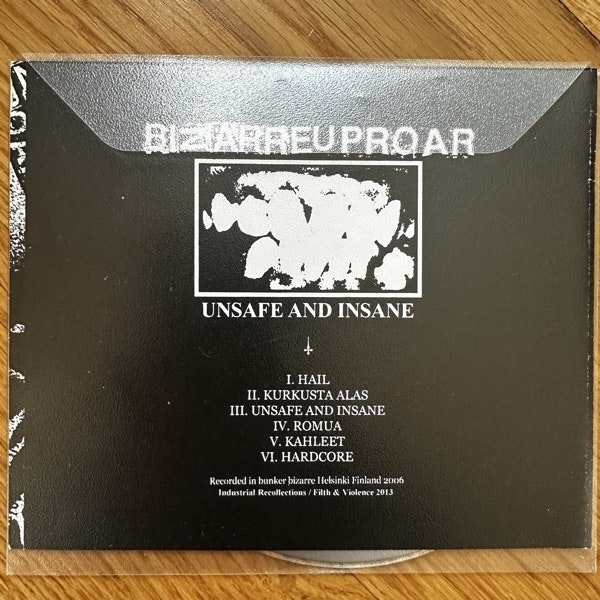 BIZARREUPROAR
UNSAFE AND INSANE
I. HAIL
II. KURKUSTA ALAS
III. UNSAFE AND INSANE
IV. ROMUA
V. KAHLEET
VI. HARDCORE
Recorded in bunker bizarre Helsinki Finland 2006
Industrial Recollections / Filth & Violence 2013